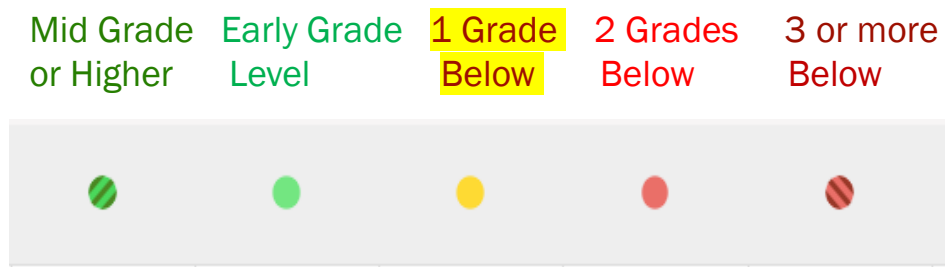 Mid Grade or Higher
Early Grade Level
1 Grade Below
2 Grades Below
3 or more Below